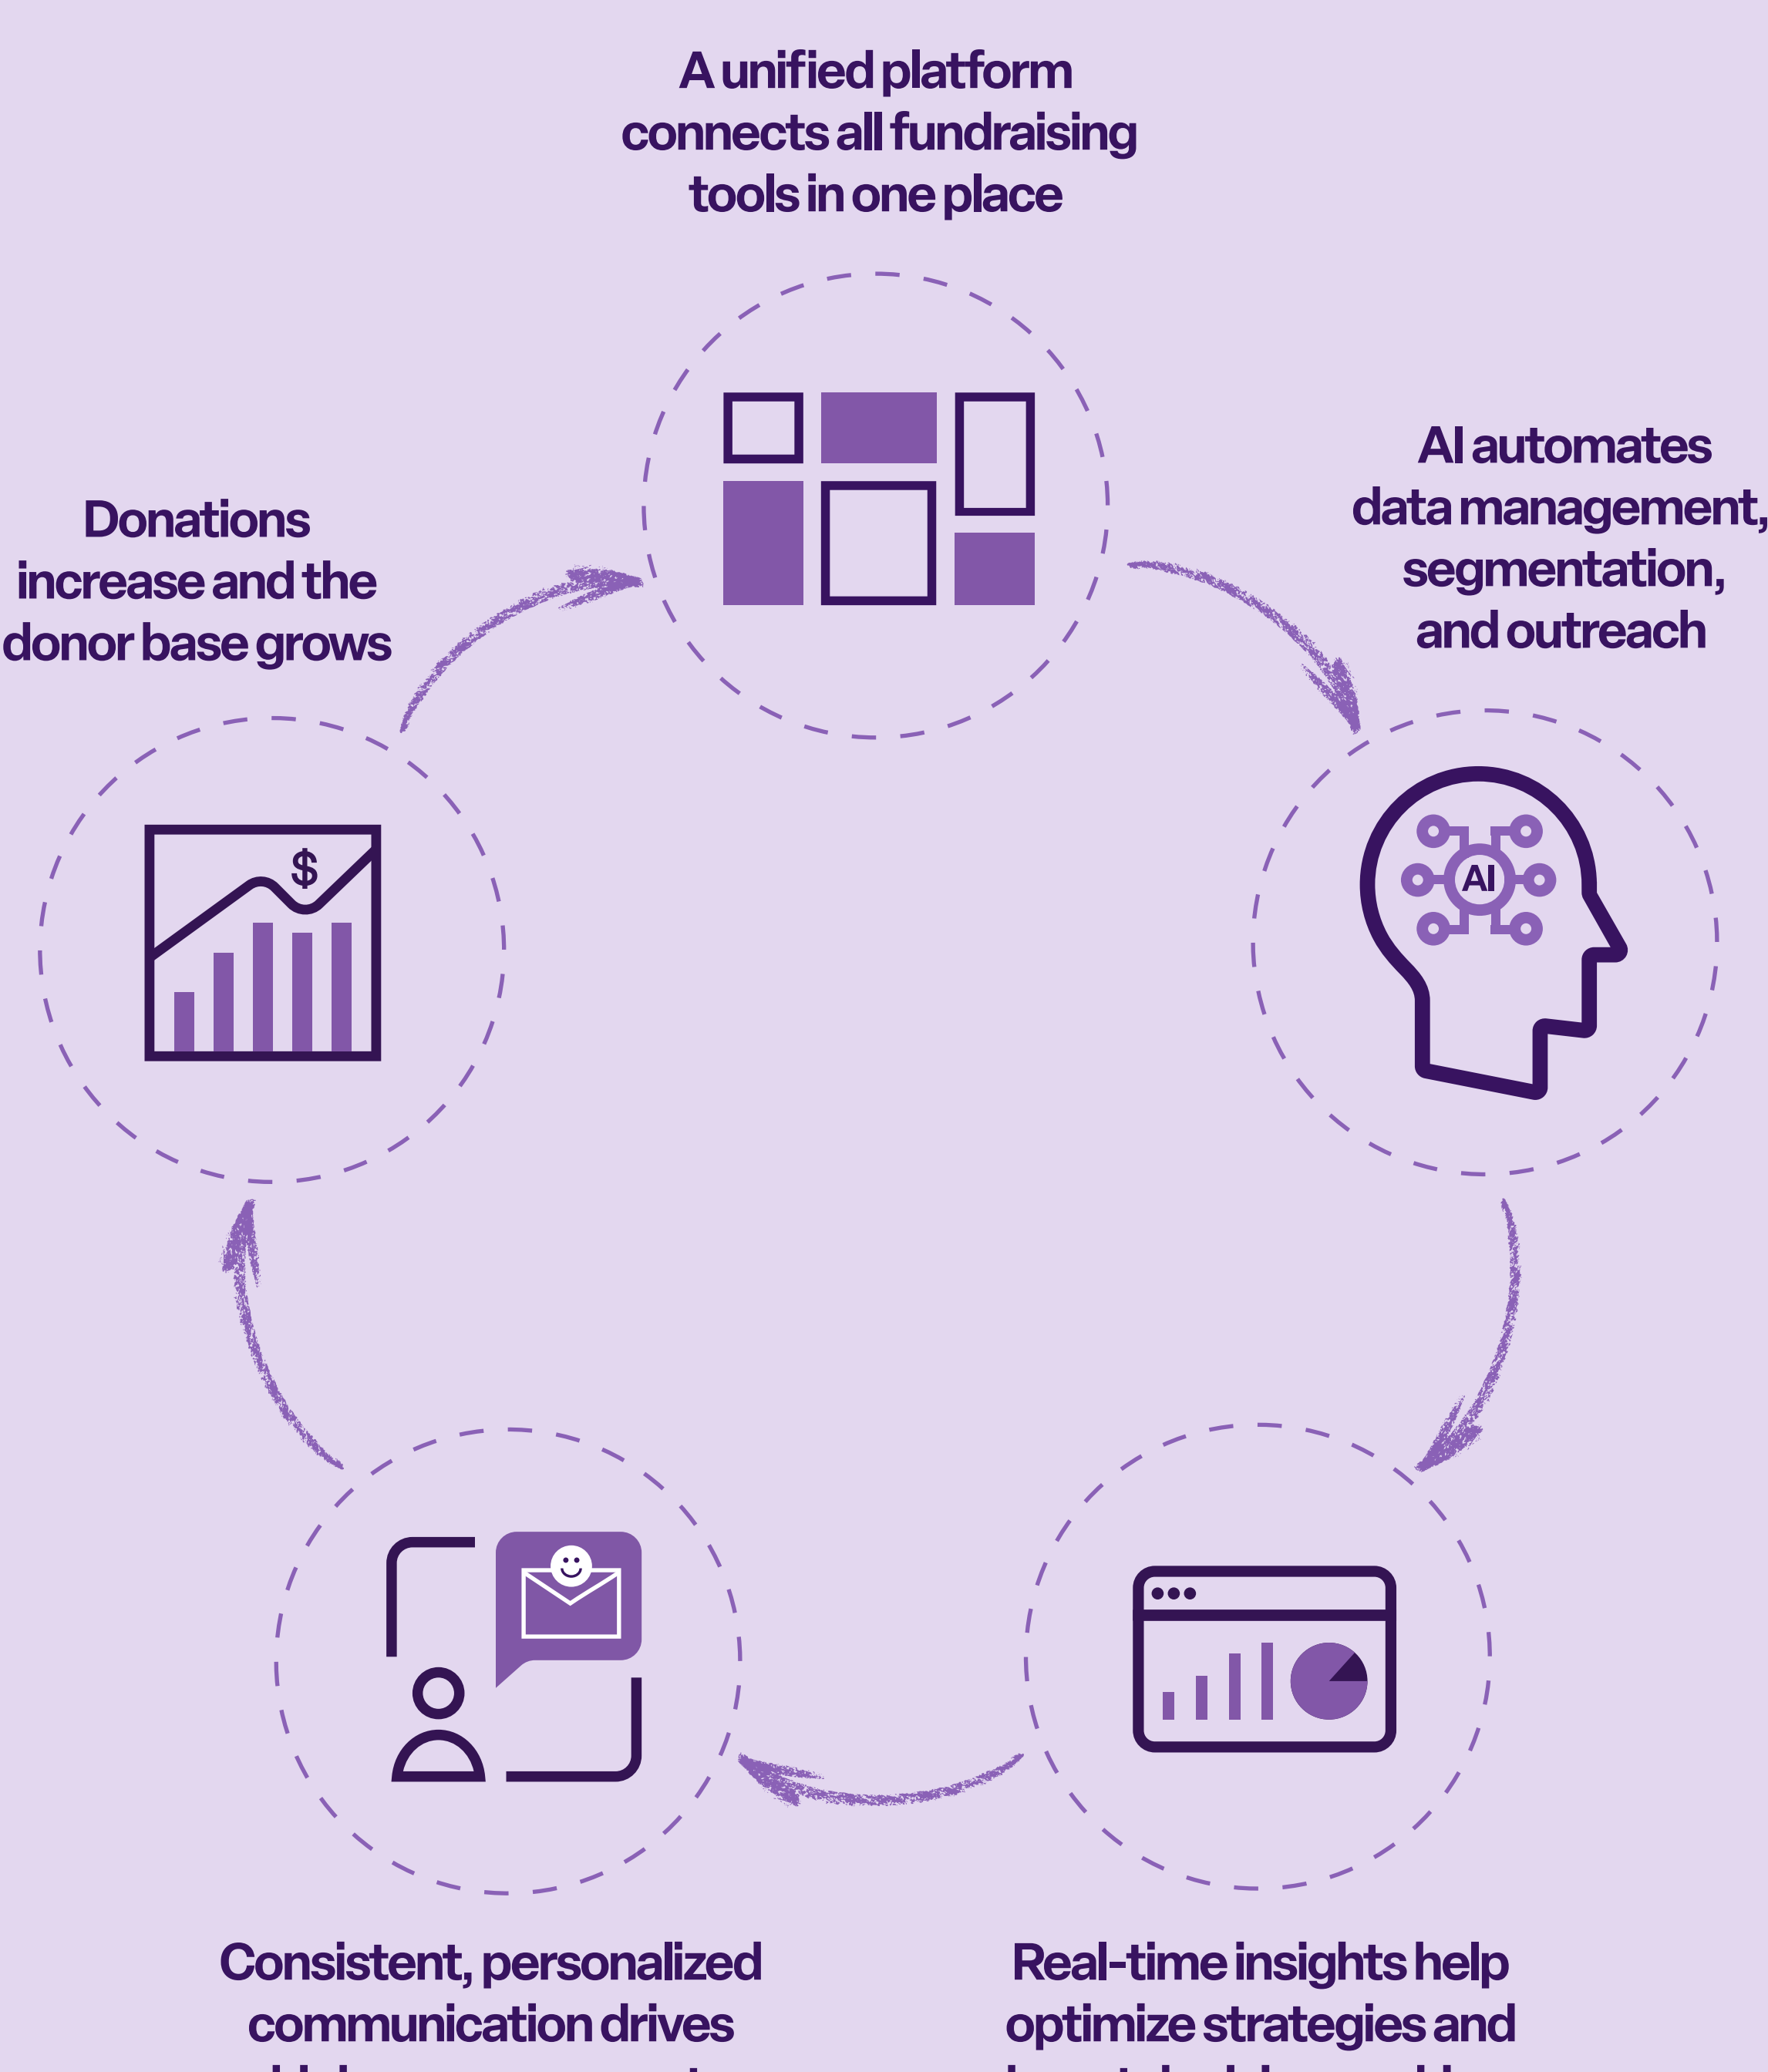 A unified platform
connects all fundraising
tools in one place
AI automates
data management,
segmentation,
and outreach
Donations
increase and the
donor base grows
$
AI
Consistent, personalized
communication drives
Real-time insights help
optimize strategies and